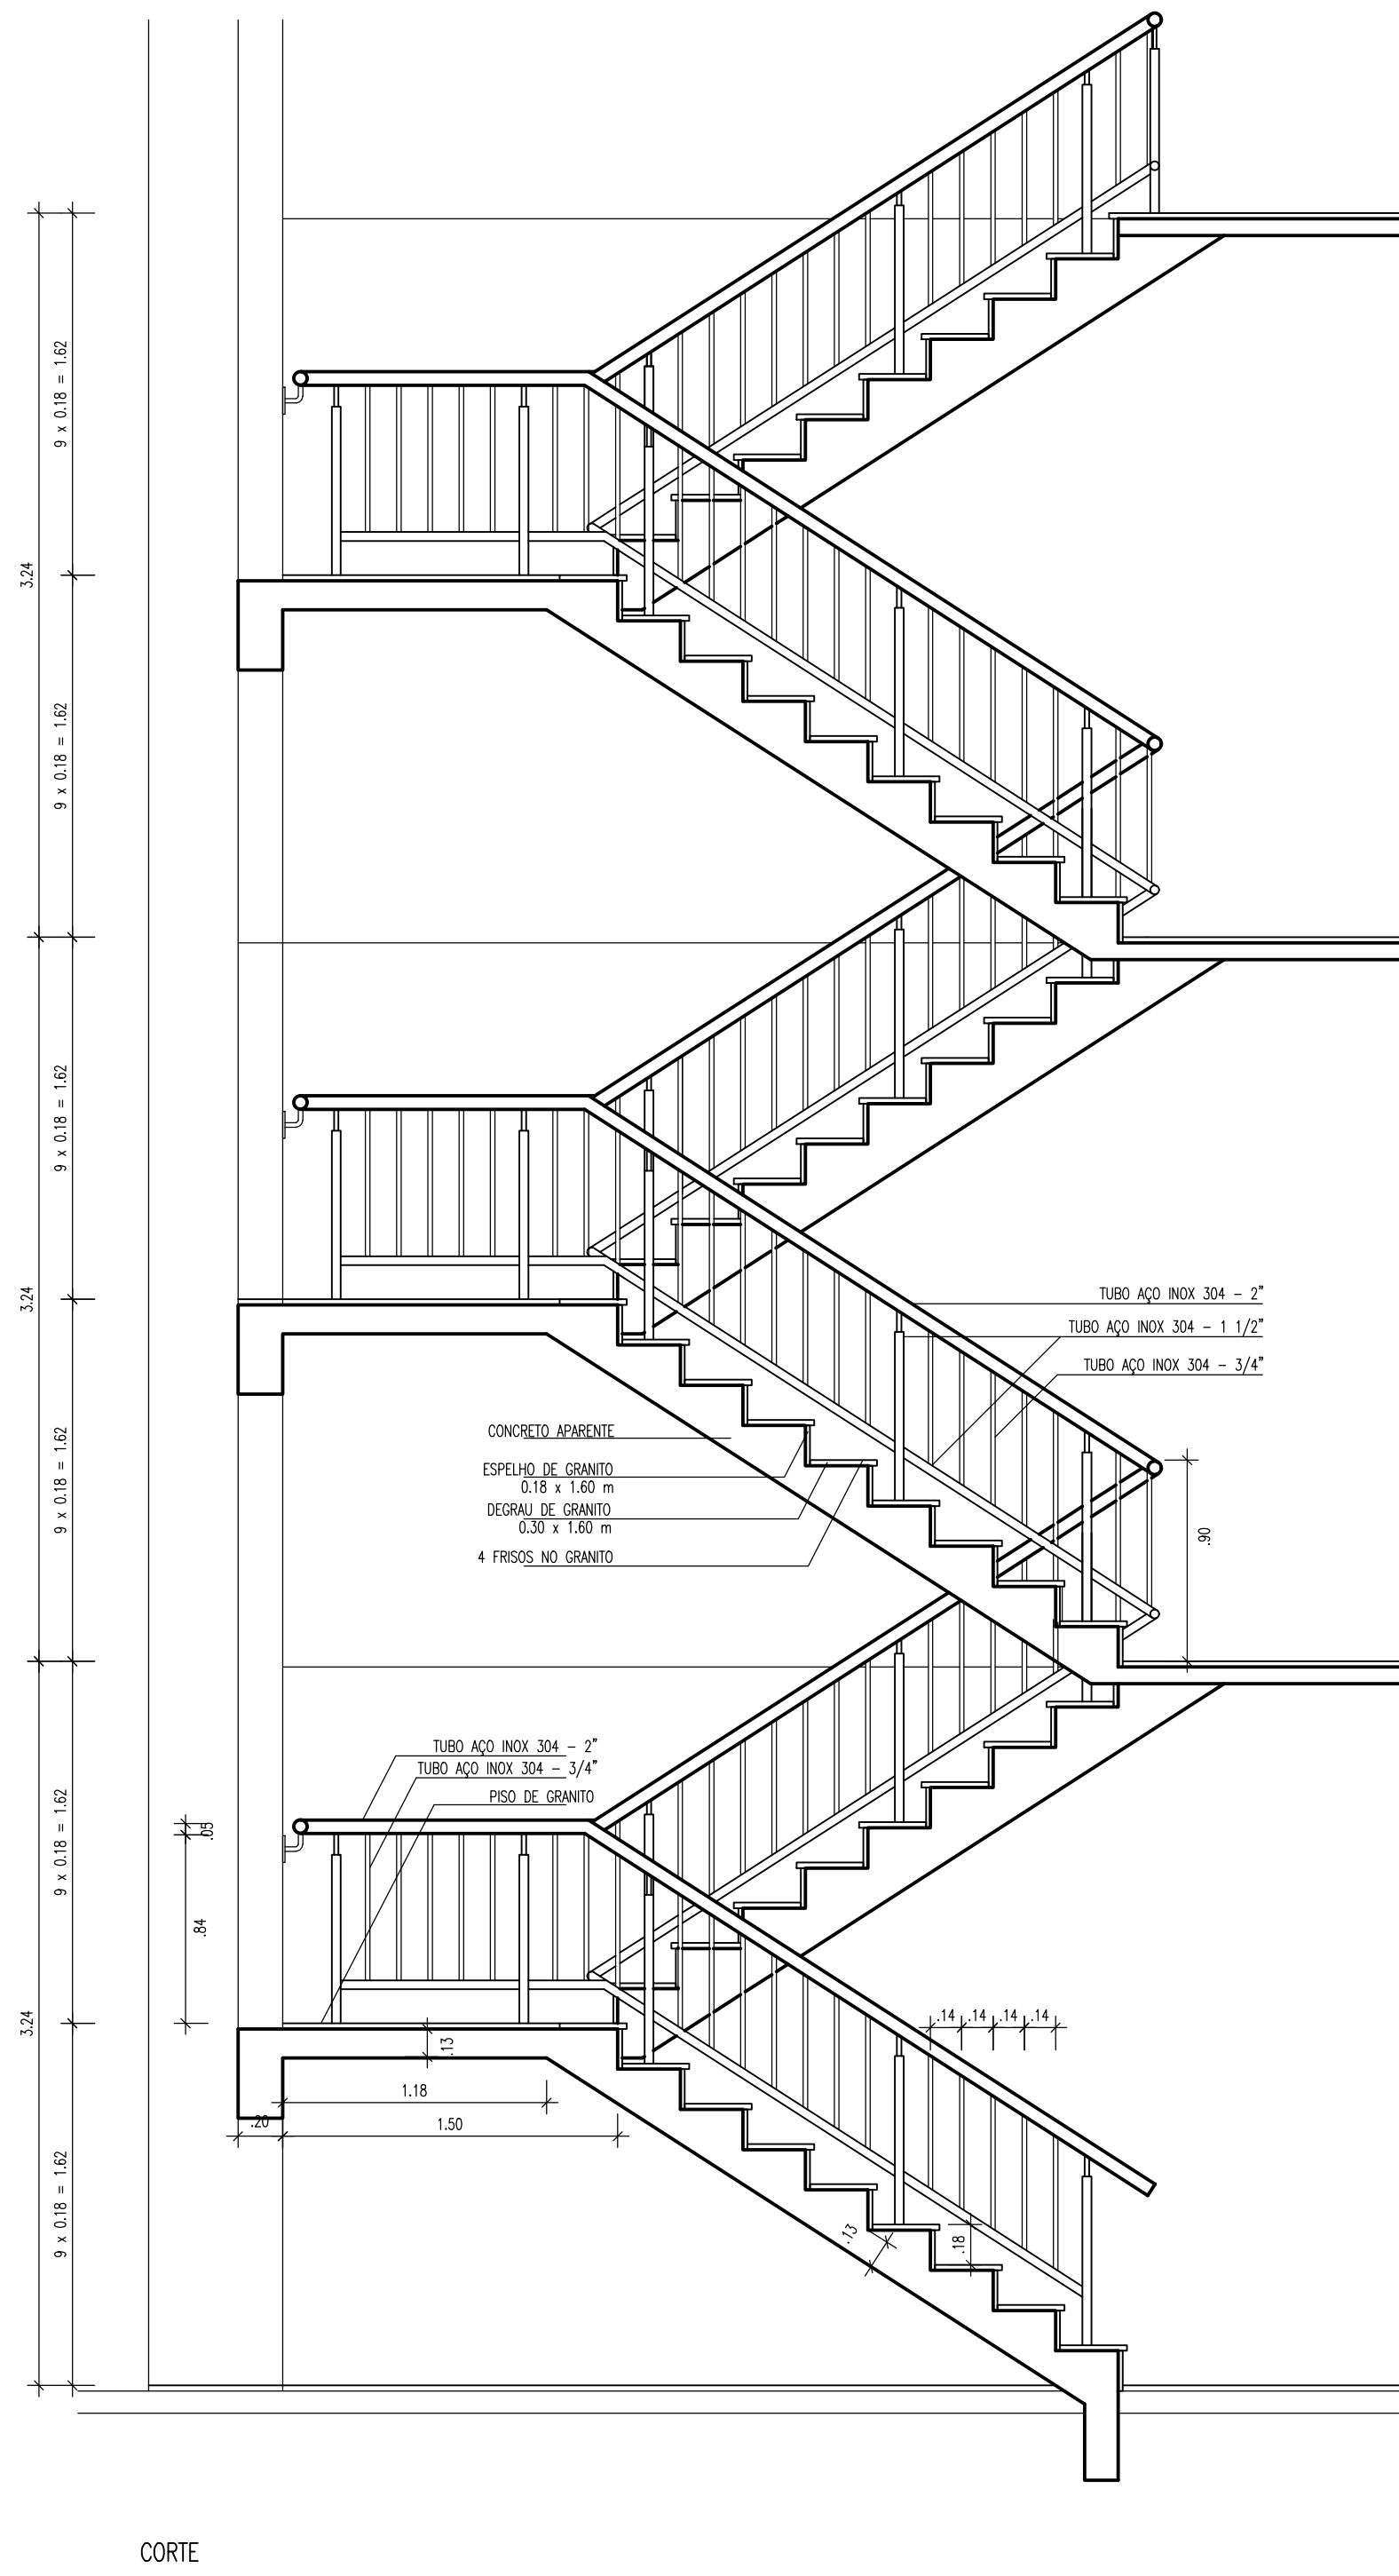 9 x 0.18 = 1.62
3.24
9 x 0.18 = 1.62
9 x 0.18 = 1.62
3.24
TUBO AÇO INOX 304 - 2"
TUBO AÇO INOX 304 - 1 1/2"
TUBO AÇO INOX 304 - 3/4"
CONCRETO APARENTE
9 x 0.18 = 1.62
ESPELHO DE GRANITO
0.18 x 1.60 m
DEGRAU DE GRANITO
0.30 x 1.60 m
.90
4 FRISOS NO GRANITO
TUBO AÇO INOX 304 - 2"
TUBO AÇO INOX 304 - 3/4"
PISO DE GRANITO
.05
9 x 0.18 = 1.62
.84
3.24
.14 .14 .14 .14
.13
1.18
.20
1.50
9 x 0.18 = 1.62
.13
.18
CORTE